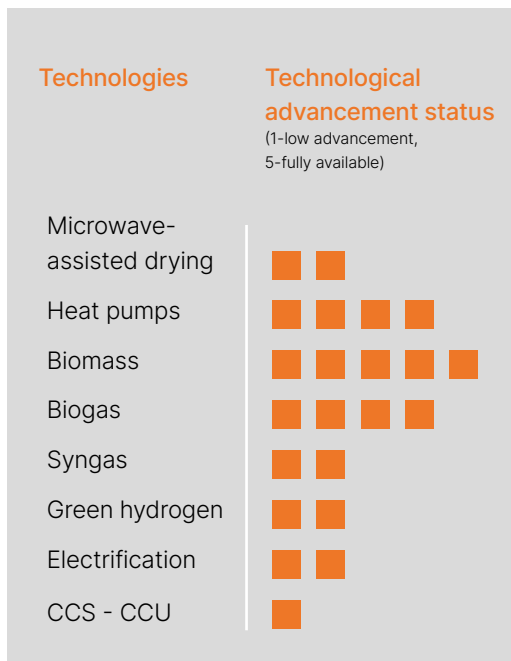 Technologies
Technological
advancement status
(1-low advancement,
5-fully available)
Microwave-
assisted drying
Heat pumps
Biomass
Biogas
Syngas
Green hydrogen
Electrification
CCS - CCU